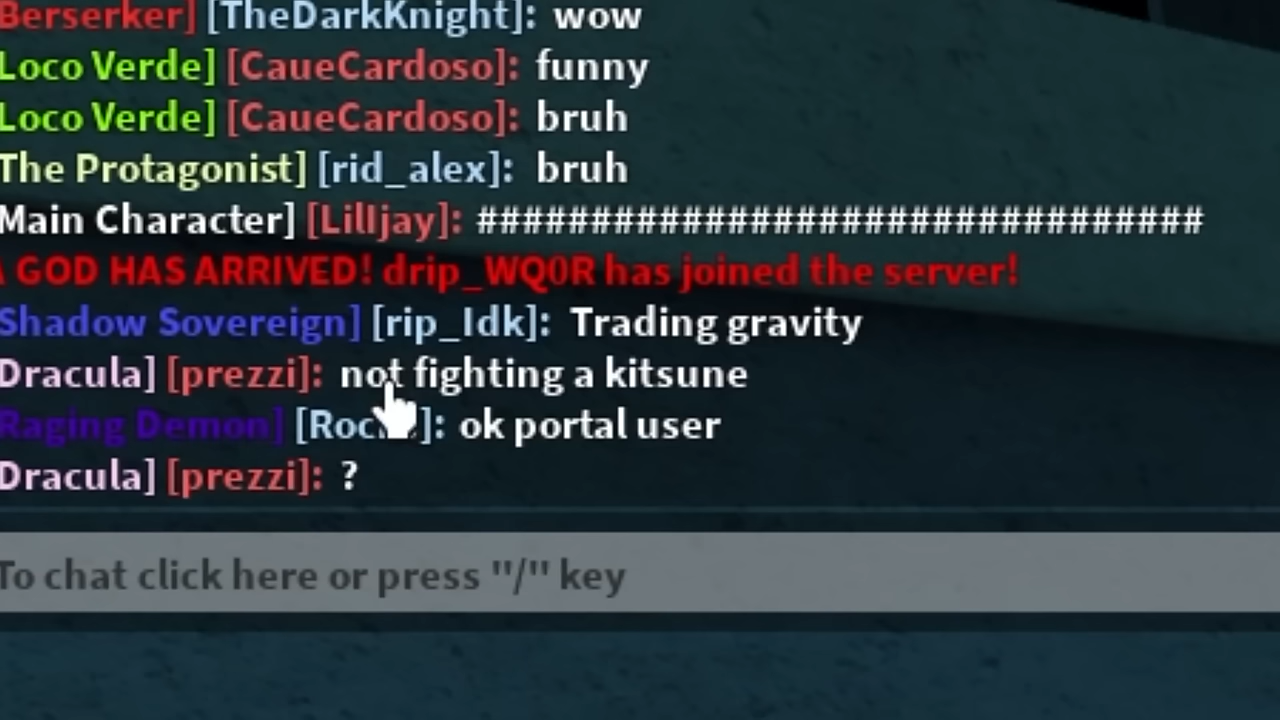 Berserker] [TheDarkKnight]: wow
Loco Verde] [CaueCardoso]: funny
Loco Verde] [CaueCardoso]: bruh
The Protagonist] [rid_alex]: bruh
Main Character] [Lilljay]: ################################
A GOD HAS ARRIVED! drip_WQ0R has joined the server!
Shadow Sovereign] [rip_Idk]: Trading gravity
Dracula] [prezzi]: not fighting a kitsune
Raging Demon] ]: ok portal user
Dracula] [prezzi]: ?
To chat click here or press "/" key